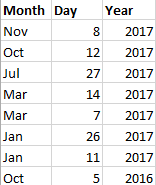 Month Day Year
Nov 8 2017
Oct 12 2017
Jul 27 2017
Mar 14 2017
Mar 7 2017
Jan 26 2017
Jan 11 2017
Oct 5 2016